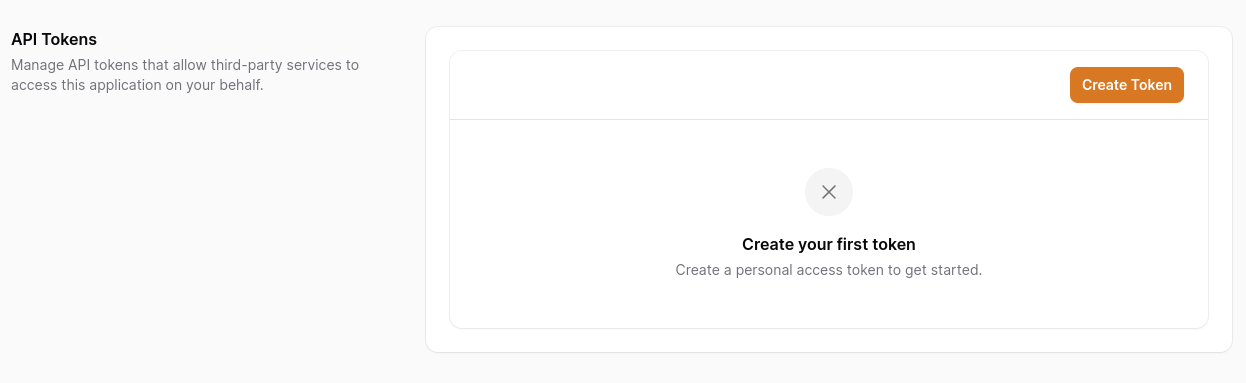 API Tokens
Manage API tokens that allow third-party services to
access this application on your behalf.
Create Token
Create your first token
Create a personal access token to get started.